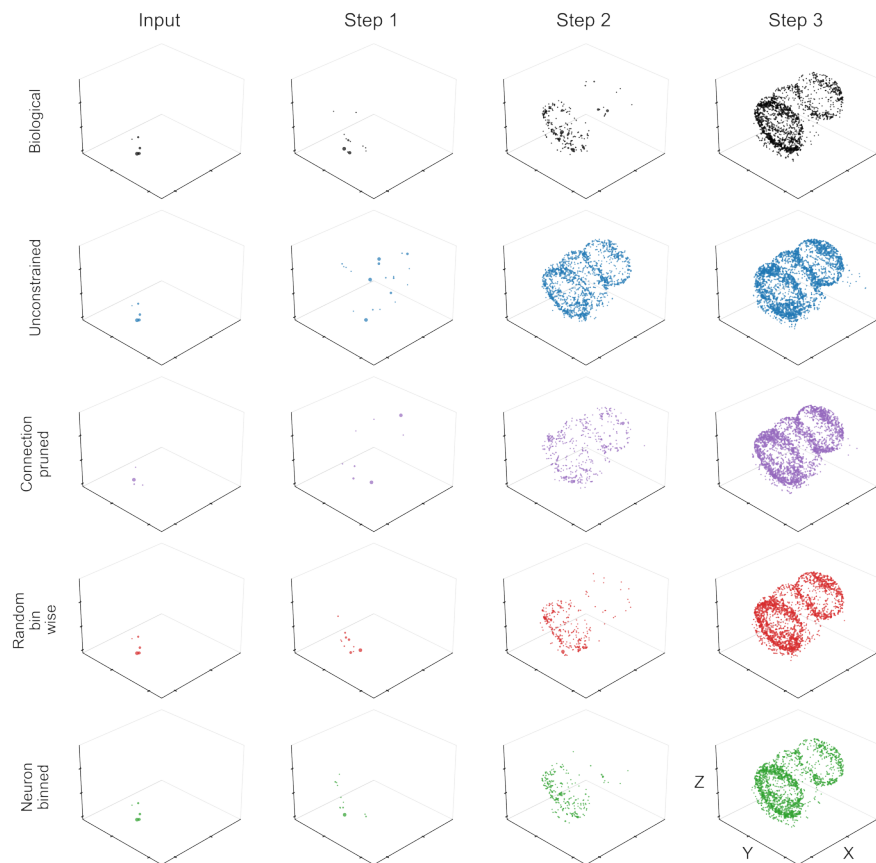 Input
Step 1
Step 2
Step 3
Biological
Unconstrained
Connection
pruned
Random
bin
wise
Neuron
binned
Z
Y
X